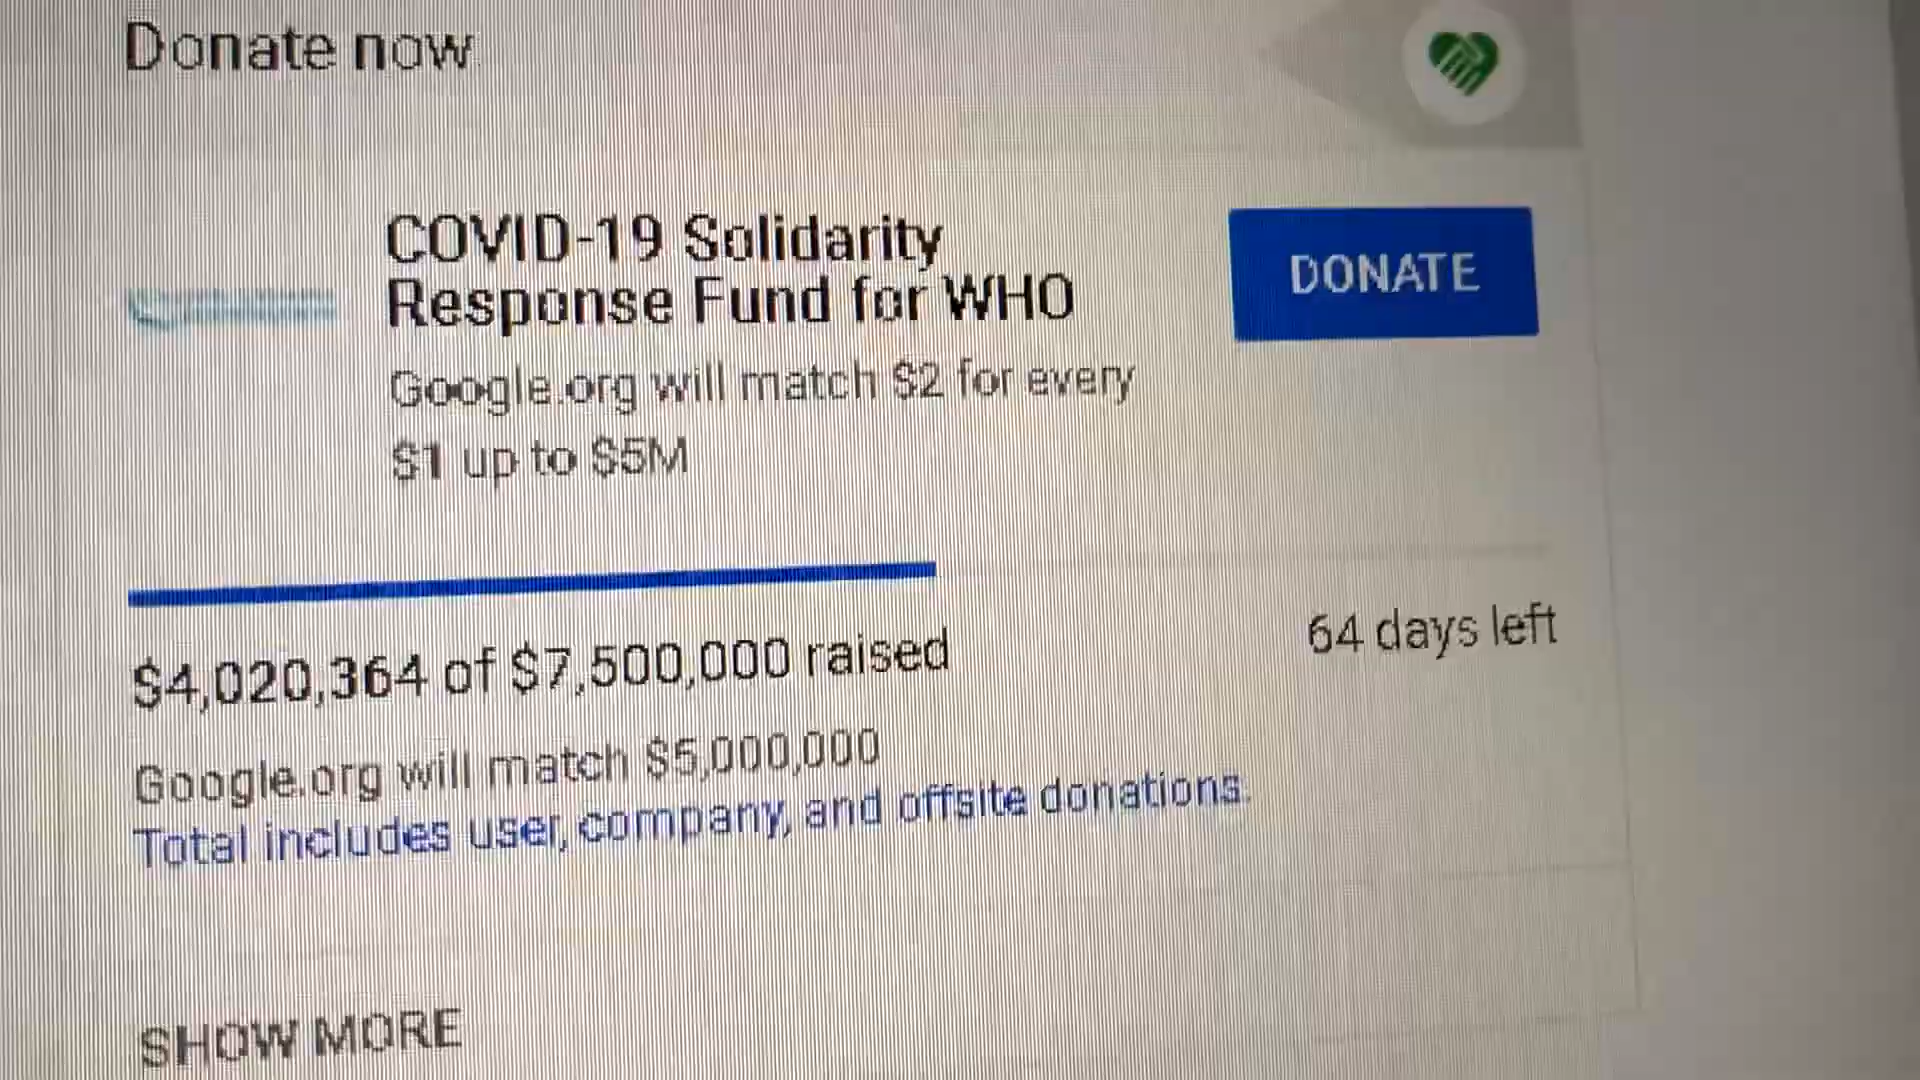 Donate now
COVID-19 Solidarity
Response Fund for WHO
DONATE
Google.org will match $2 for every
$1 up to $5M
$4,020,364 of $7,500,000 raised
64 days left
Google.org will match $5,000,000
Total includes user, company, and offsite donations.
SHOW MORE